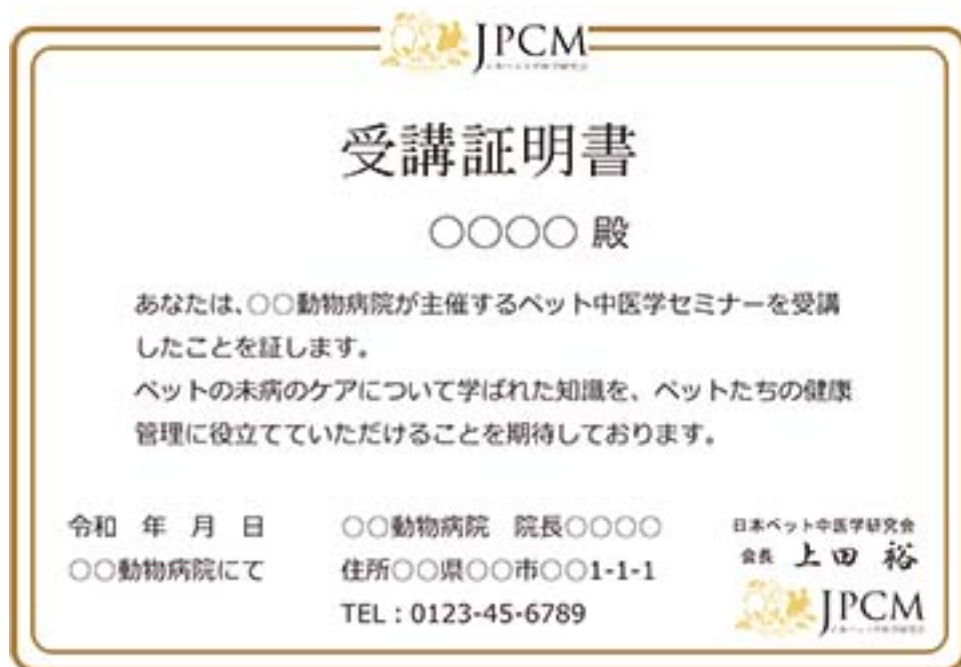 JPCM
受講証明書
○○○○ 殿
あなたは、○○動物病院が主催するペット中医学セミナーを受講
したことを証します。
ペットの未病のケアについて学ばれた知識を、ペットたちの健康
管理に役立てていただけることを期待しております。
令和　年　月　日
○○動物病院にて
○○動物病院　院長○○○○
住所○○県○○市○○1-1-1
TEL：0123-45-6789
日本ペット中医学研究会
会長 上田 裕
JPCM